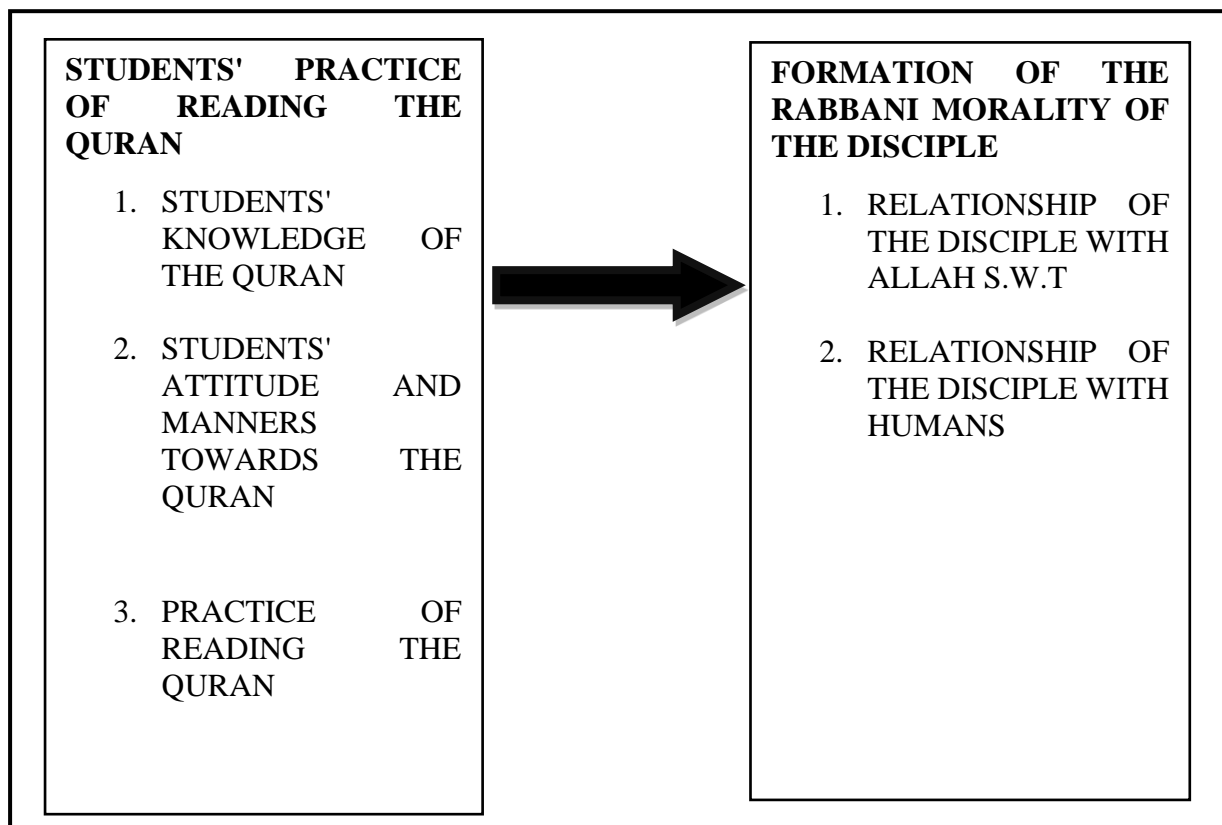 STUDENTS' PRACTICE
OF READING THE
QURAN
1. STUDENTS'
KNOWLEDGE OF
THE QURAN
2. STUDENTS'
ATTITUDE AND
MANNERS
TOWARDS THE
QURAN
3. PRACTICE OF
READING THE
QURAN
FORMATION OF THE
RABBANI MORALITY OF
THE DISCIPLE
1. RELATIONSHIP OF
THE DISCIPLE WITH
ALLAH S.W.T
2. RELATIONSHIP OF
THE DISCIPLE WITH
HUMANS